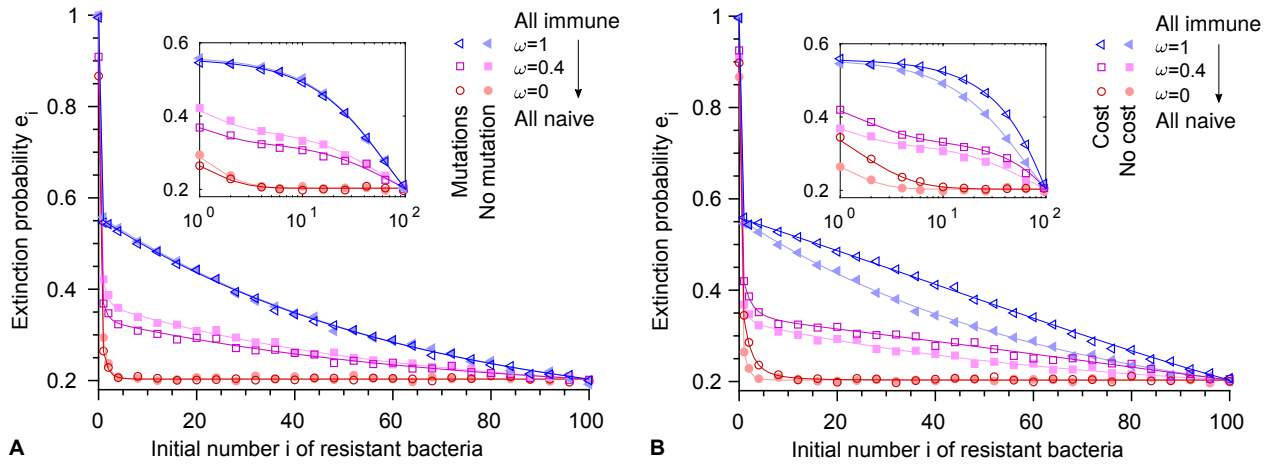 All immune
ω=1
ω=0.4
ω=0
All naive
Mutations
No mutation
Extinction probability e_i
1
0.8
0.6
0.4
0.2
0.6
0.4
0.2
10^0
10^1
10^2
0
20
40
60
80
100
Initial number i of resistant bacteria
A
All immune
ω=1
ω=0.4
ω=0
All naive
Cost
No cost
Extinction probability e_i
1
0.8
0.6
0.4
0.2
0.6
0.4
0.2
10^0
10^1
10^2
0
20
40
60
80
100
Initial number i of resistant bacteria
B